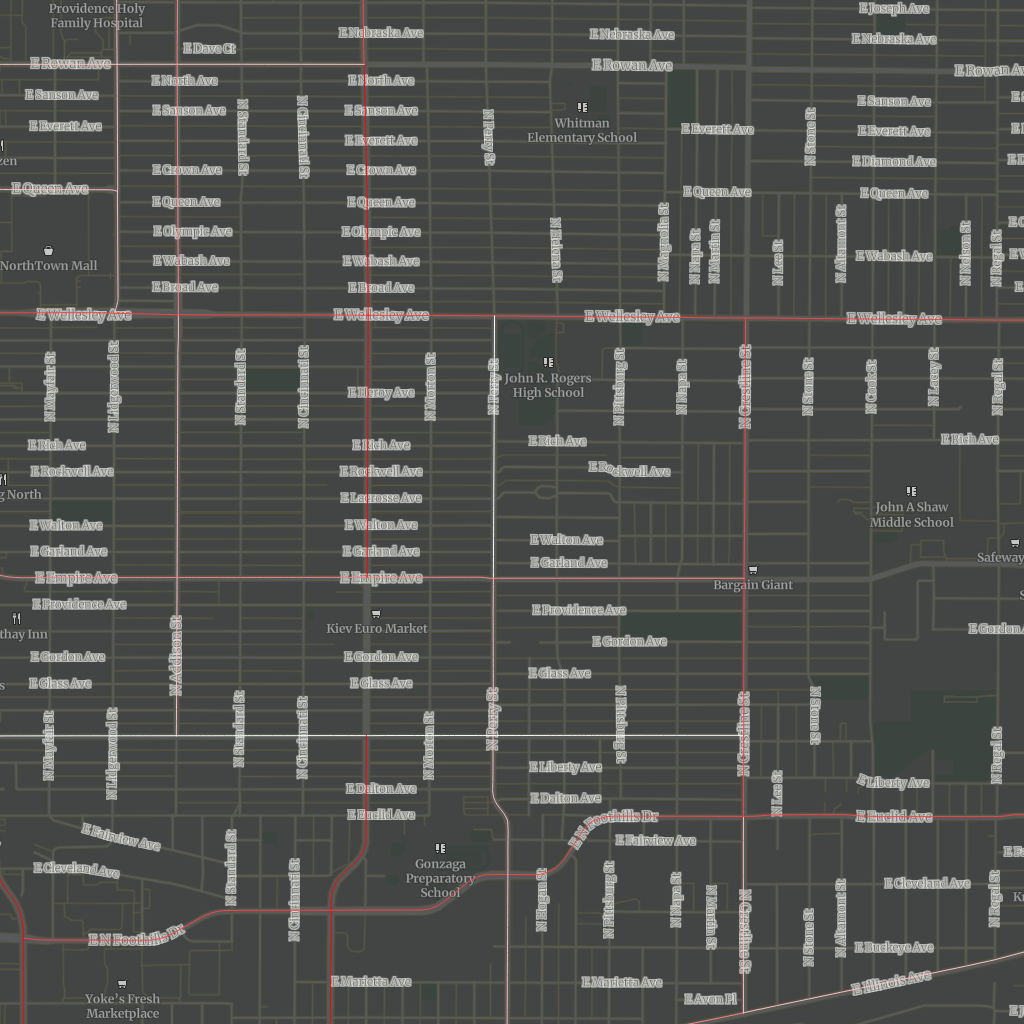 Providence Holy
Family Hospital
E Joseph Ave
E Nebraska Ave
E Nebraska Ave
E Nebraska Ave
E Dave Ct
E Rowan Ave
E Rowan Ave
E Rowan Av
E North Ave
E North Ave
E Sanson Ave
E Sanson Ave
E Sanson Ave
E Sanson Ave
N Standard St
N Cincinnati St
N Perry St
N Stone St
Whitman
Elementary School
E Everett Ave
E Everett Ave
E Everett Ave
E Everett Ave
zen
E Crown Ave
E Crown Ave
E Diamond Ave
E Queen Ave
E Queen Ave
E Queen Ave
E Queen Ave
E Queen Ave
E Olympic Ave
E Olympic Ave
N Helena St
N Magnolia St
N Napa St
N Martin St
N Lee St
N Altamont St
N Nelson St
N Regal St
NorthTown Mall
E Wabash Ave
E Wabash Ave
E Wabash Ave
E Broad Ave
E Broad Ave
E Wellesley Ave
E Wellesley Ave
E Wellesley Ave
E Wellesley Ave
N Mayfair St
N Lidgerwood St
N Standard St
N Cincinnati St
E Heroy Ave
N Morton St
N Perry St
John R. Rogers
High School
N Pittsburg St
N Napa St
N Crestline St
N Stone St
N Cook St
N Lacey St
N Regal St
E Rich Ave
E Rich Ave
E Rich Ave
E Rich Ave
E Rockwell Ave
E Rockwell Ave
E Rockwell Ave
g North
E Lacrosse Ave
John A Shaw
Middle School
E Walton Ave
E Walton Ave
E Walton Ave
E Garland Ave
E Garland Ave
E Garland Ave
Safeway
E Empire Ave
E Empire Ave
Bargain Giant
E Providence Ave
E Providence Ave
thay Inn
Kiev Euro Market
E Gordon Ave
E Gordon Ave
E Gordon Ave
E Gordon A
N Addison St
E Glass Ave
E Glass Ave
E Glass Ave
N Mayfair St
N Lidgerwood St
N Standard St
N Cincinnati St
N Morton St
N Perry St
N Pittsburg St
N Crestline St
N Stone St
N Regal St
E Liberty Ave
E Liberty Ave
N Lee St
E Dalton Ave
E Dalton Ave
E Euclid Ave
E Euclid Ave
E N Foothills Dr
E Fairview Ave
E Fairview Ave
E Fa
E Cleveland Ave
E Cleveland Ave
N Standard St
N Cincinnati St
Gonzaga
Preparatory
School
N Hogan St
N Pittsburg St
N Napa St
N Martin St
N Crestline St
N Stone St
N Altamont St
N Regal St
E N Foothills Dr
E Buckeye Ave
E Marietta Ave
E Marietta Ave
E Illinois Ave
E Avon Pl
Yoke's Fresh
Marketplace